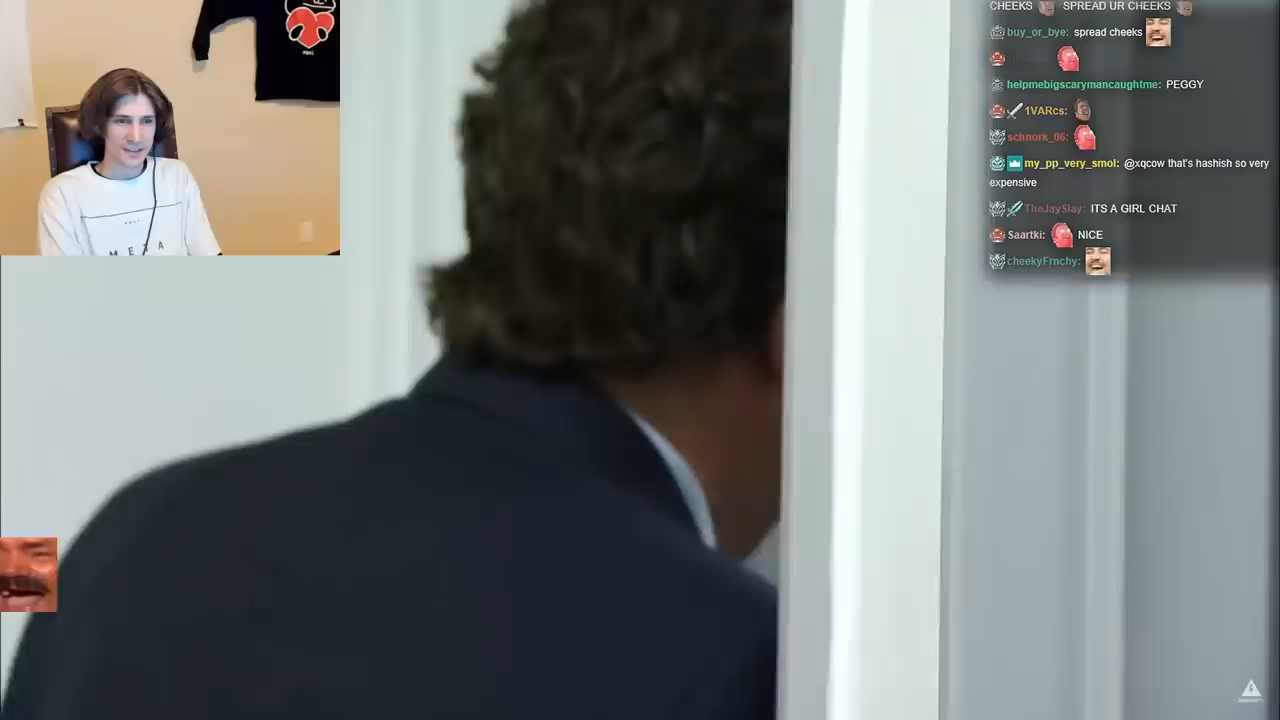 CHEEKS SPREAD UR CHEEKS
buy_or_bye: spread cheeks
helpmebigscarymancaughtme: PEGGY
1VARcs:
schnork_06:
my_pp_very_smol: @xqcow that's hashish so very
expensive
TheJaySlay: ITS A GIRL CHAT
Saartki: NICE
cheekyFrnchy:
META